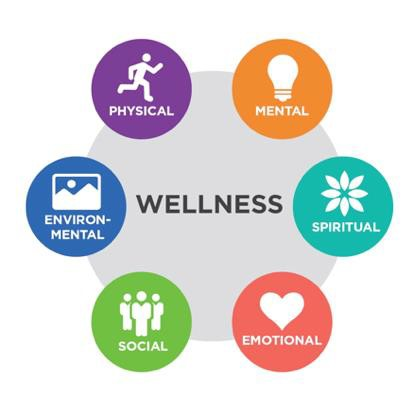 PHYSICAL
MENTAL
WELLNESS
ENVIRON-
MENTAL
SPIRITUAL
SOCIAL
EMOTIONAL